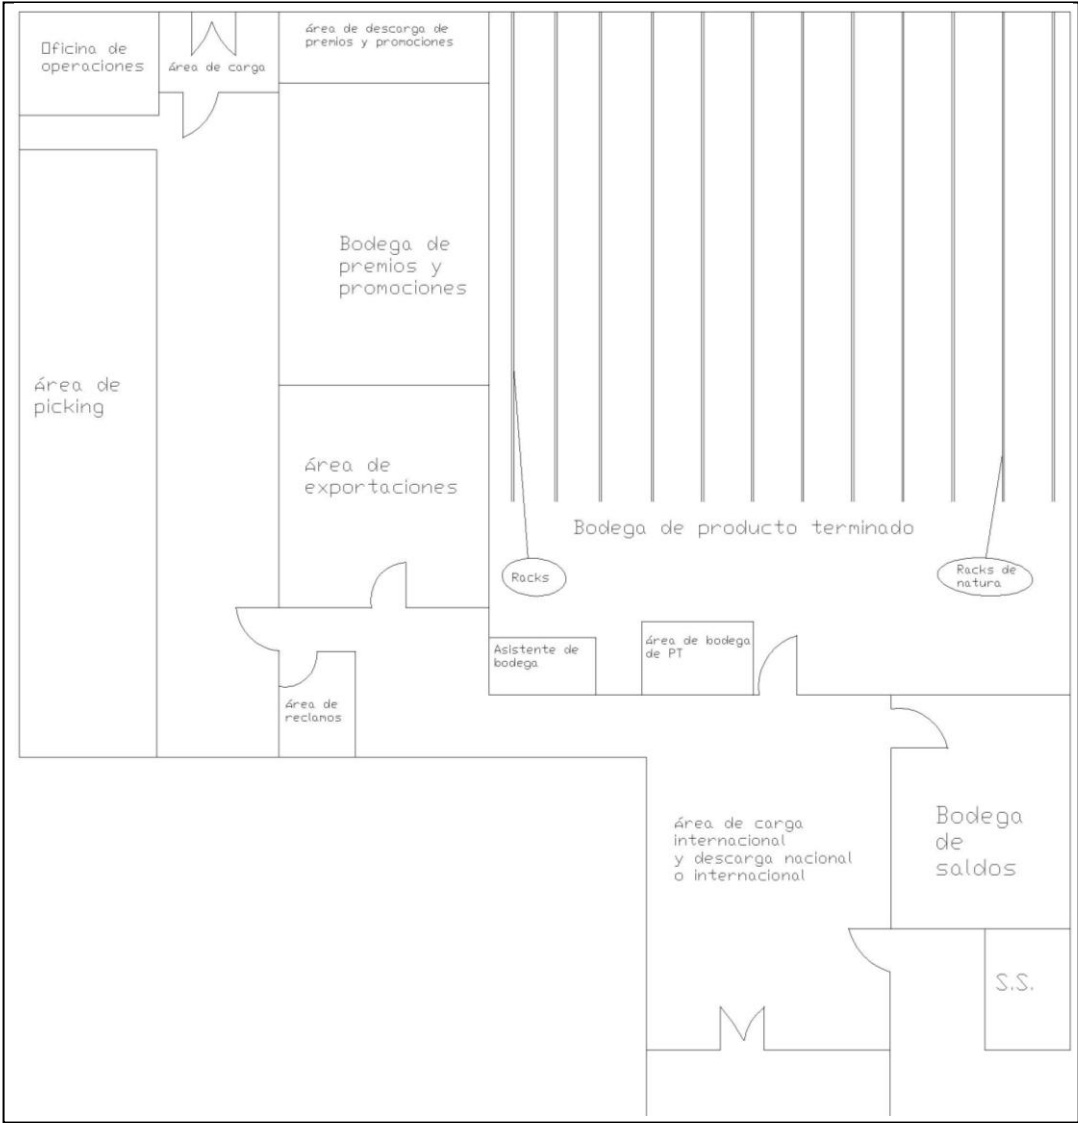 Oficina de
operaciones
Área de carga
Área de descarga de
premios y promociones
Bodega de
premios y
promociones
Área de
picking
Área de
exportaciones
Bodega de producto terminado
Racks
Racks de
natura
Asistente de
bodega
Área de bodega
de PT
Área de
reclamos
Área de carga
internacional
y descarga nacional
o internacional
Bodega
de
saldos
S.S.